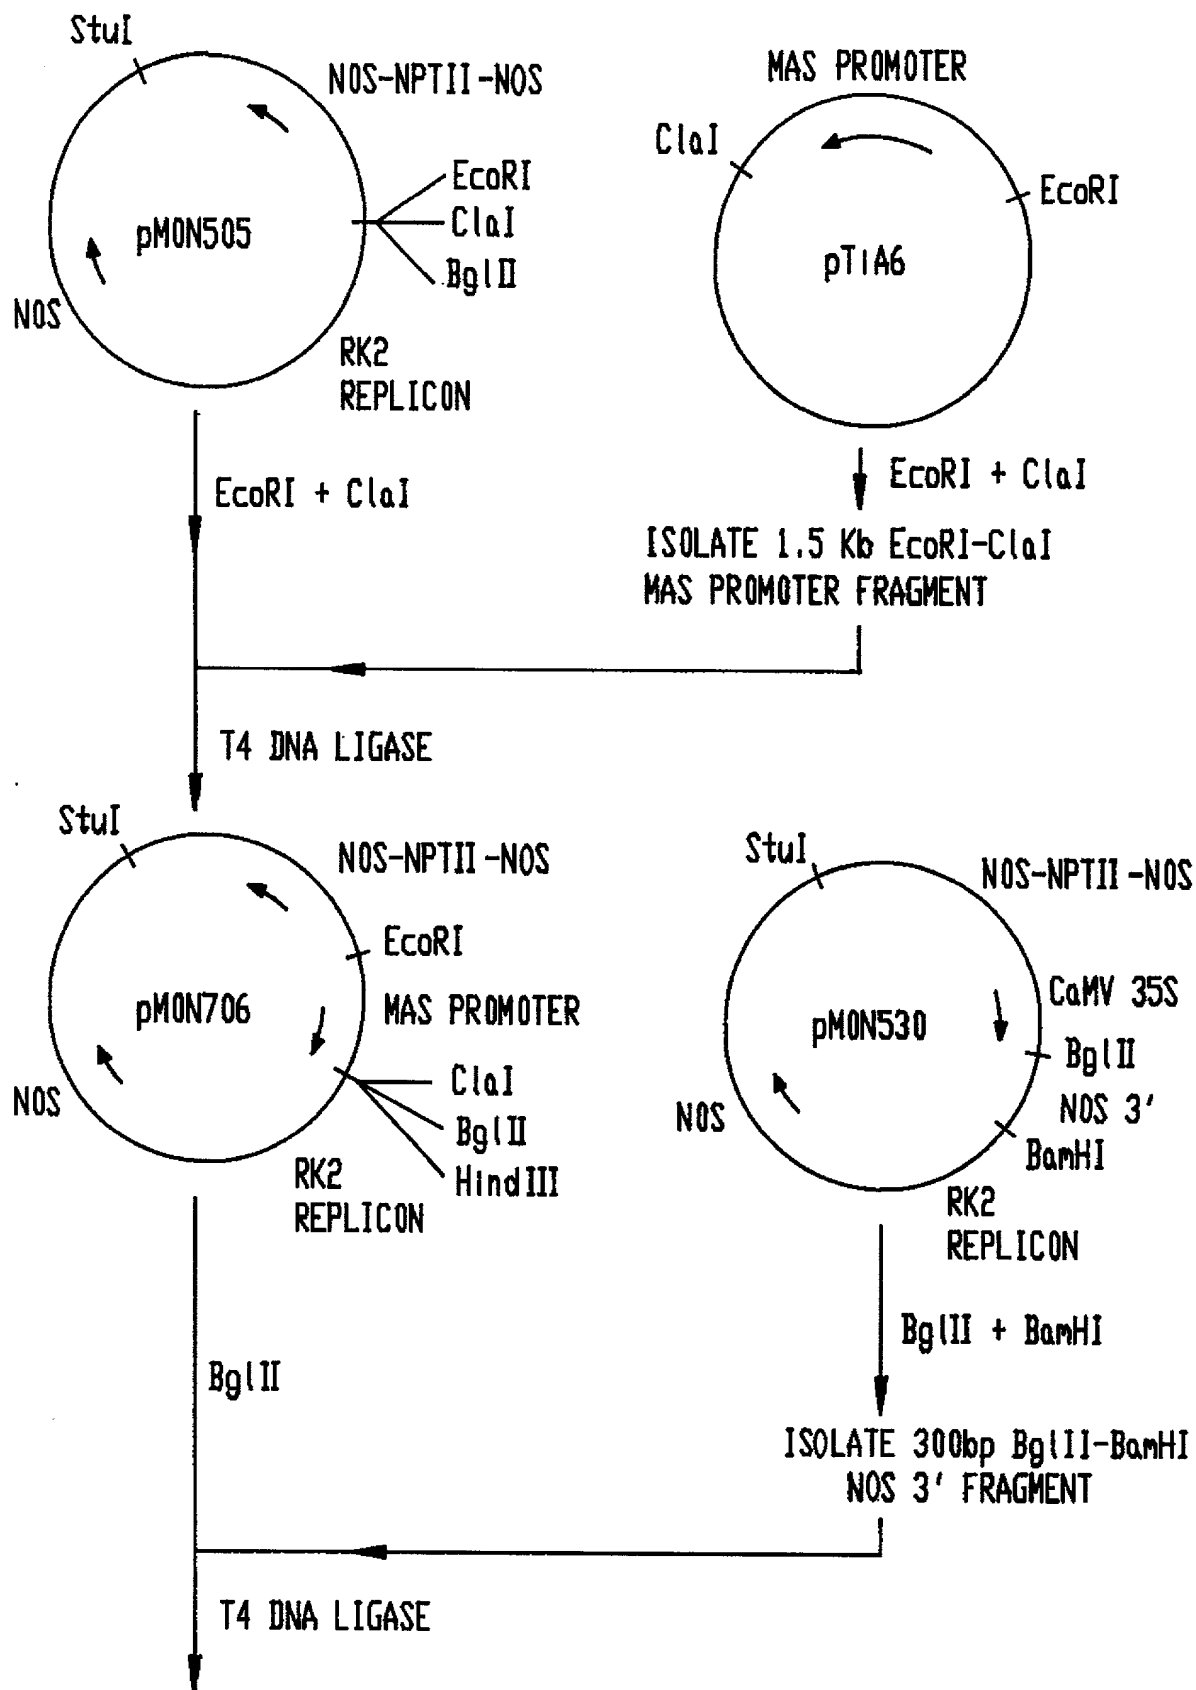 StuI
NOS-NPTII-NOS
EcoRI
ClaI
BglII
pMON505
NOS
RK2
REPLICON
MAS PROMOTER
ClaI
EcoRI
pTiA6
EcoRI + ClaI
EcoRI + ClaI
ISOLATE 1.5 Kb EcoRI-ClaI
MAS PROMOTER FRAGMENT
T4 DNA LIGASE
StuI
NOS-NPTII-NOS
EcoRI
pMON706
MAS PROMOTER
ClaI
BglII
HindIII
NOS
RK2
REPLICON
StuI
NOS-NPTII-NOS
CaMV 35S
pMON530
BglII
NOS 3'
NOS
BamHI
RK2
REPLICON
BglII + BamHI
BglII
ISOLATE 300bp BglII-BamHI
NOS 3' FRAGMENT
T4 DNA LIGASE